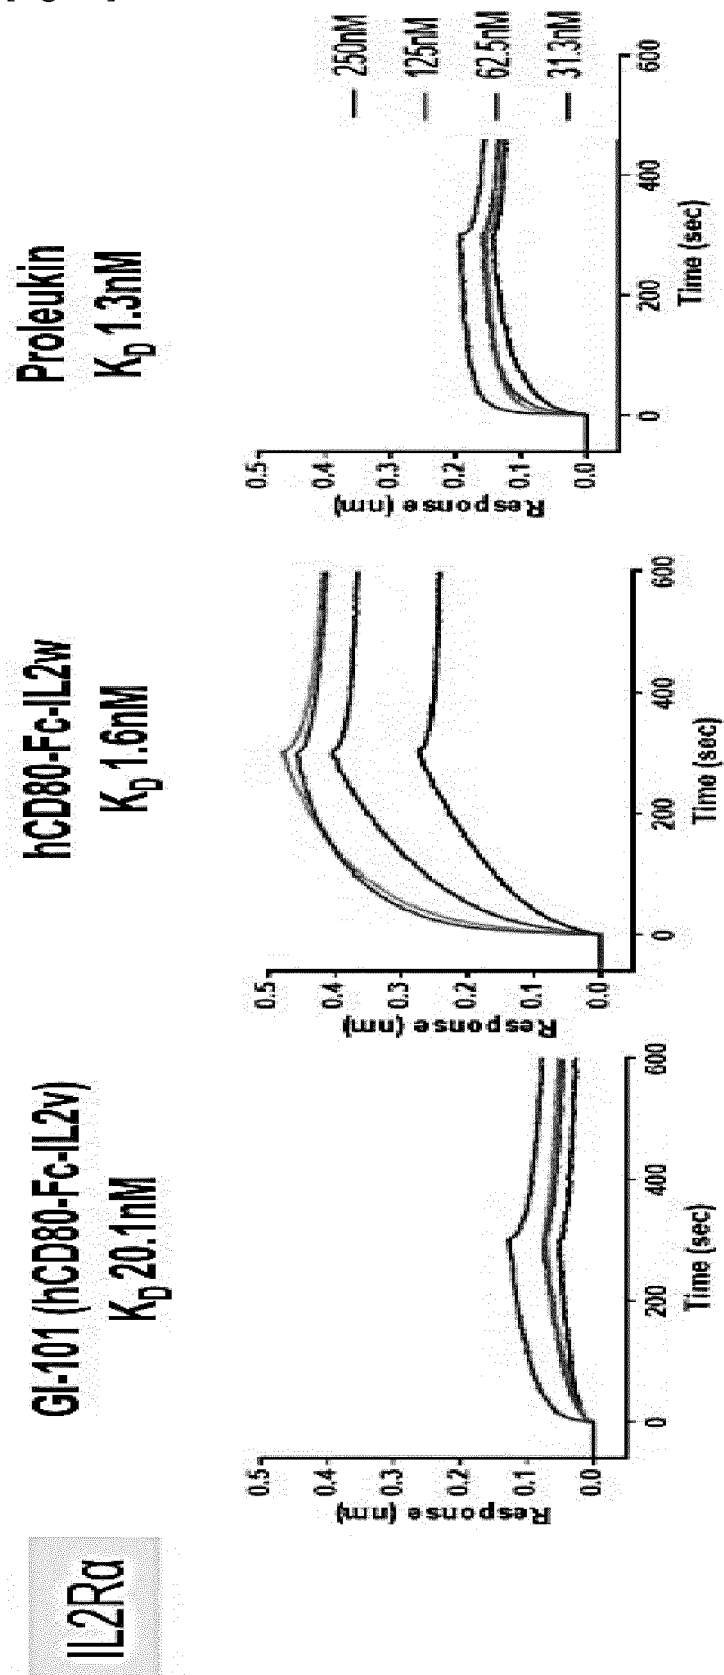 IL2Rα
GI-101 (hCD80-Fc-IL2v)
KD 20.1nM
Response (nm)
0.5
0.4
0.3
0.2
0.1
0.0
0
200
400
600
Time (sec)
hCD80-Fc-IL2w
KD 1.6nM
Response (nm)
0.5
0.4
0.3
0.2
0.1
0.0
0
200
400
600
Time (sec)
Proleukin
KD 1.3nM
Response (nm)
0.5
0.4
0.3
0.2
0.1
0.0
0
200
400
600
Time (sec)
250nM
125nM
62.5nM
31.3nM